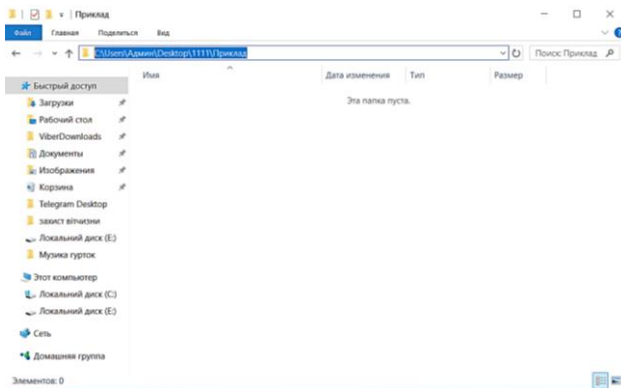 Приклад
Файл Главная Поделиться Вид
C:\Users\Админ\Desktop\1111\Приклад
Поиск: Приклад
Имя Дата изменения Тип Размер
Эта папка пуста.
Быстрый доступ
Загрузки
Рабочий стол
ViberDownloads
Документы
Изображения
Корзина
Telegram Desktop
захист вітчизни
Локальный диск (E:)
Музика гурток
Этот компьютер
Локальный диск (C:)
Локальный диск (E:)
Сеть
Домашняя группа
Элементов: 0